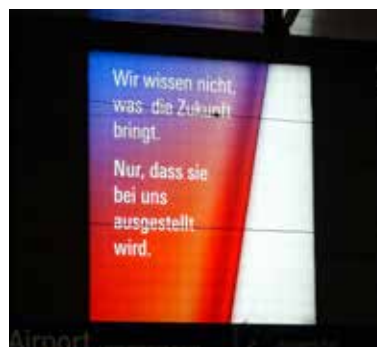 Wir wissen nicht,
was die Zukunft
bringt.
Nur, dass sie
bei uns
ausgestellt
wird.
Airport